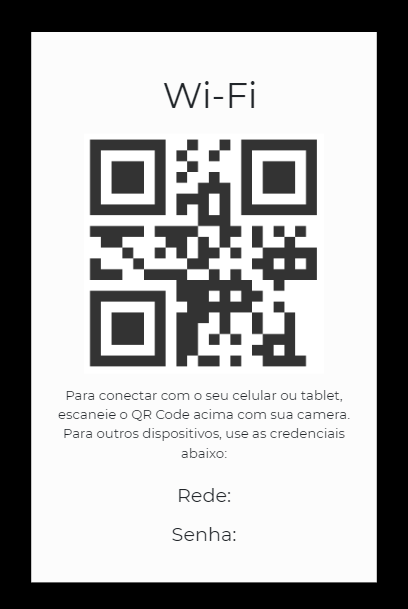 Wi-Fi
Para conectar com o seu celular ou tablet,
escaneie o QR Code acima com sua camera.
Para outros dispositivos, use as credenciais
abaixo:
Rede:
Senha: